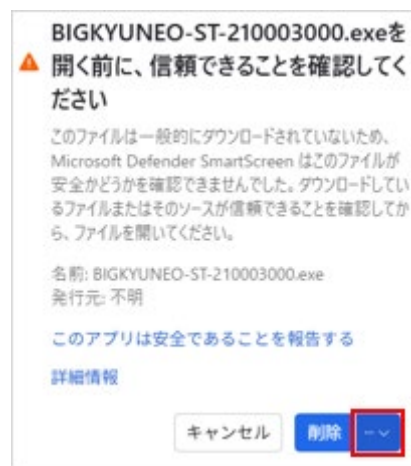 BIGKYUNEO-ST-210003000.exeを
開く前に、信頼できることを確認してく
ださい
このファイルは一般的にダウンロードされていないため、
Microsoft Defender SmartScreen はこのファイルが
安全かどうかを確認できませんでした。ダウンロードしてい
るファイルまたはそのソースが信頼できることを確認してか
ら、ファイルを開いてください。
名前: BIGKYUNEO-ST-210003000.exe
発行元: 不明
このアプリは安全であることを報告する
詳細情報
キャンセル 削除